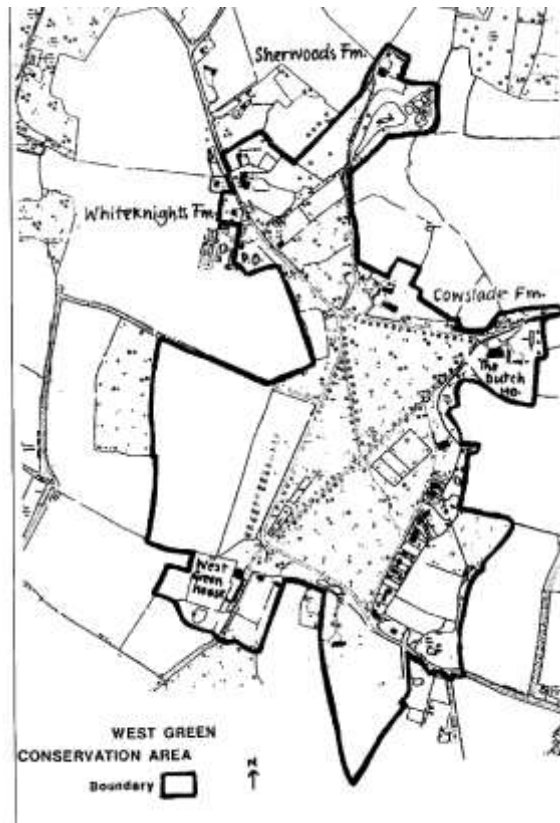 Sherwoods Fm.
Whiteknights Fm.
P.O.
Cowslade Fm.
The
Dutch
Ho.
West
Green
House
WEST GREEN
CONSERVATION AREA
Boundary
N